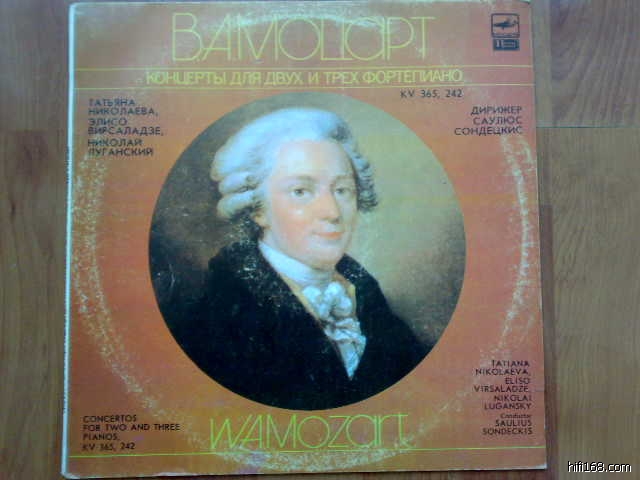 В.А.МОЦАРТ
КОНЦЕРТЫ ДЛЯ ДВУХ И ТРЕХ ФОРТЕПИАНО,
KV 365, 242
ТАТЬЯНА
НИКОЛАЕВА,
ЭЛИСО
ВИРСАЛАДЗЕ,
НИКОЛАЙ
ЛУГАНСКИЙ
ДИРИЖЕР
САУЛЮС
СОНДЕЦКИС
TATIANA
NIKOLAEVA,
ELISO
VIRSALADZE,
NIKOLAI
LUGANSKY
Conductor
SAULIUS
SONDECKIS
CONCERTOS
FOR TWO AND THREE
PIANOS,
KV 365, 242
W.A.Mozart
hifi168.com